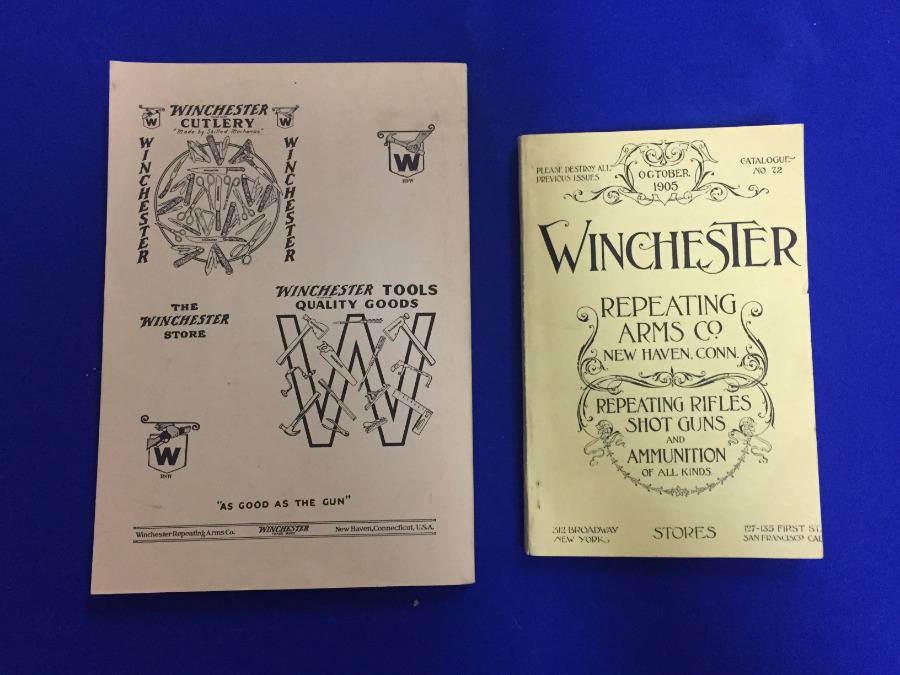 WINCHESTER
CUTLERY
"Made by Skilled Mechanics"
W
W
WINCHESTER
WINCHESTER
W
THE
WINCHESTER
STORE
WINCHESTER TOOLS
QUALITY GOODS
W
W
"AS GOOD AS THE GUN"
Winchester Repeating Arms Co.
WINCHESTER
TRADE MARK
New Haven, Connecticut, U.S.A.
PLEASE DESTROY ALL
PREVIOUS ISSUES
OCTOBER
1905
CATALOGUE
NO. 72
WINCHESTER
REPEATING
ARMS CO.
NEW HAVEN, CONN.
REPEATING RIFLES
SHOT GUNS
AND
AMMUNITION
OF ALL KINDS.
312 BROADWAY
NEW YORK
STORES
127-135 FIRST ST.
SAN FRANCISCO CAL